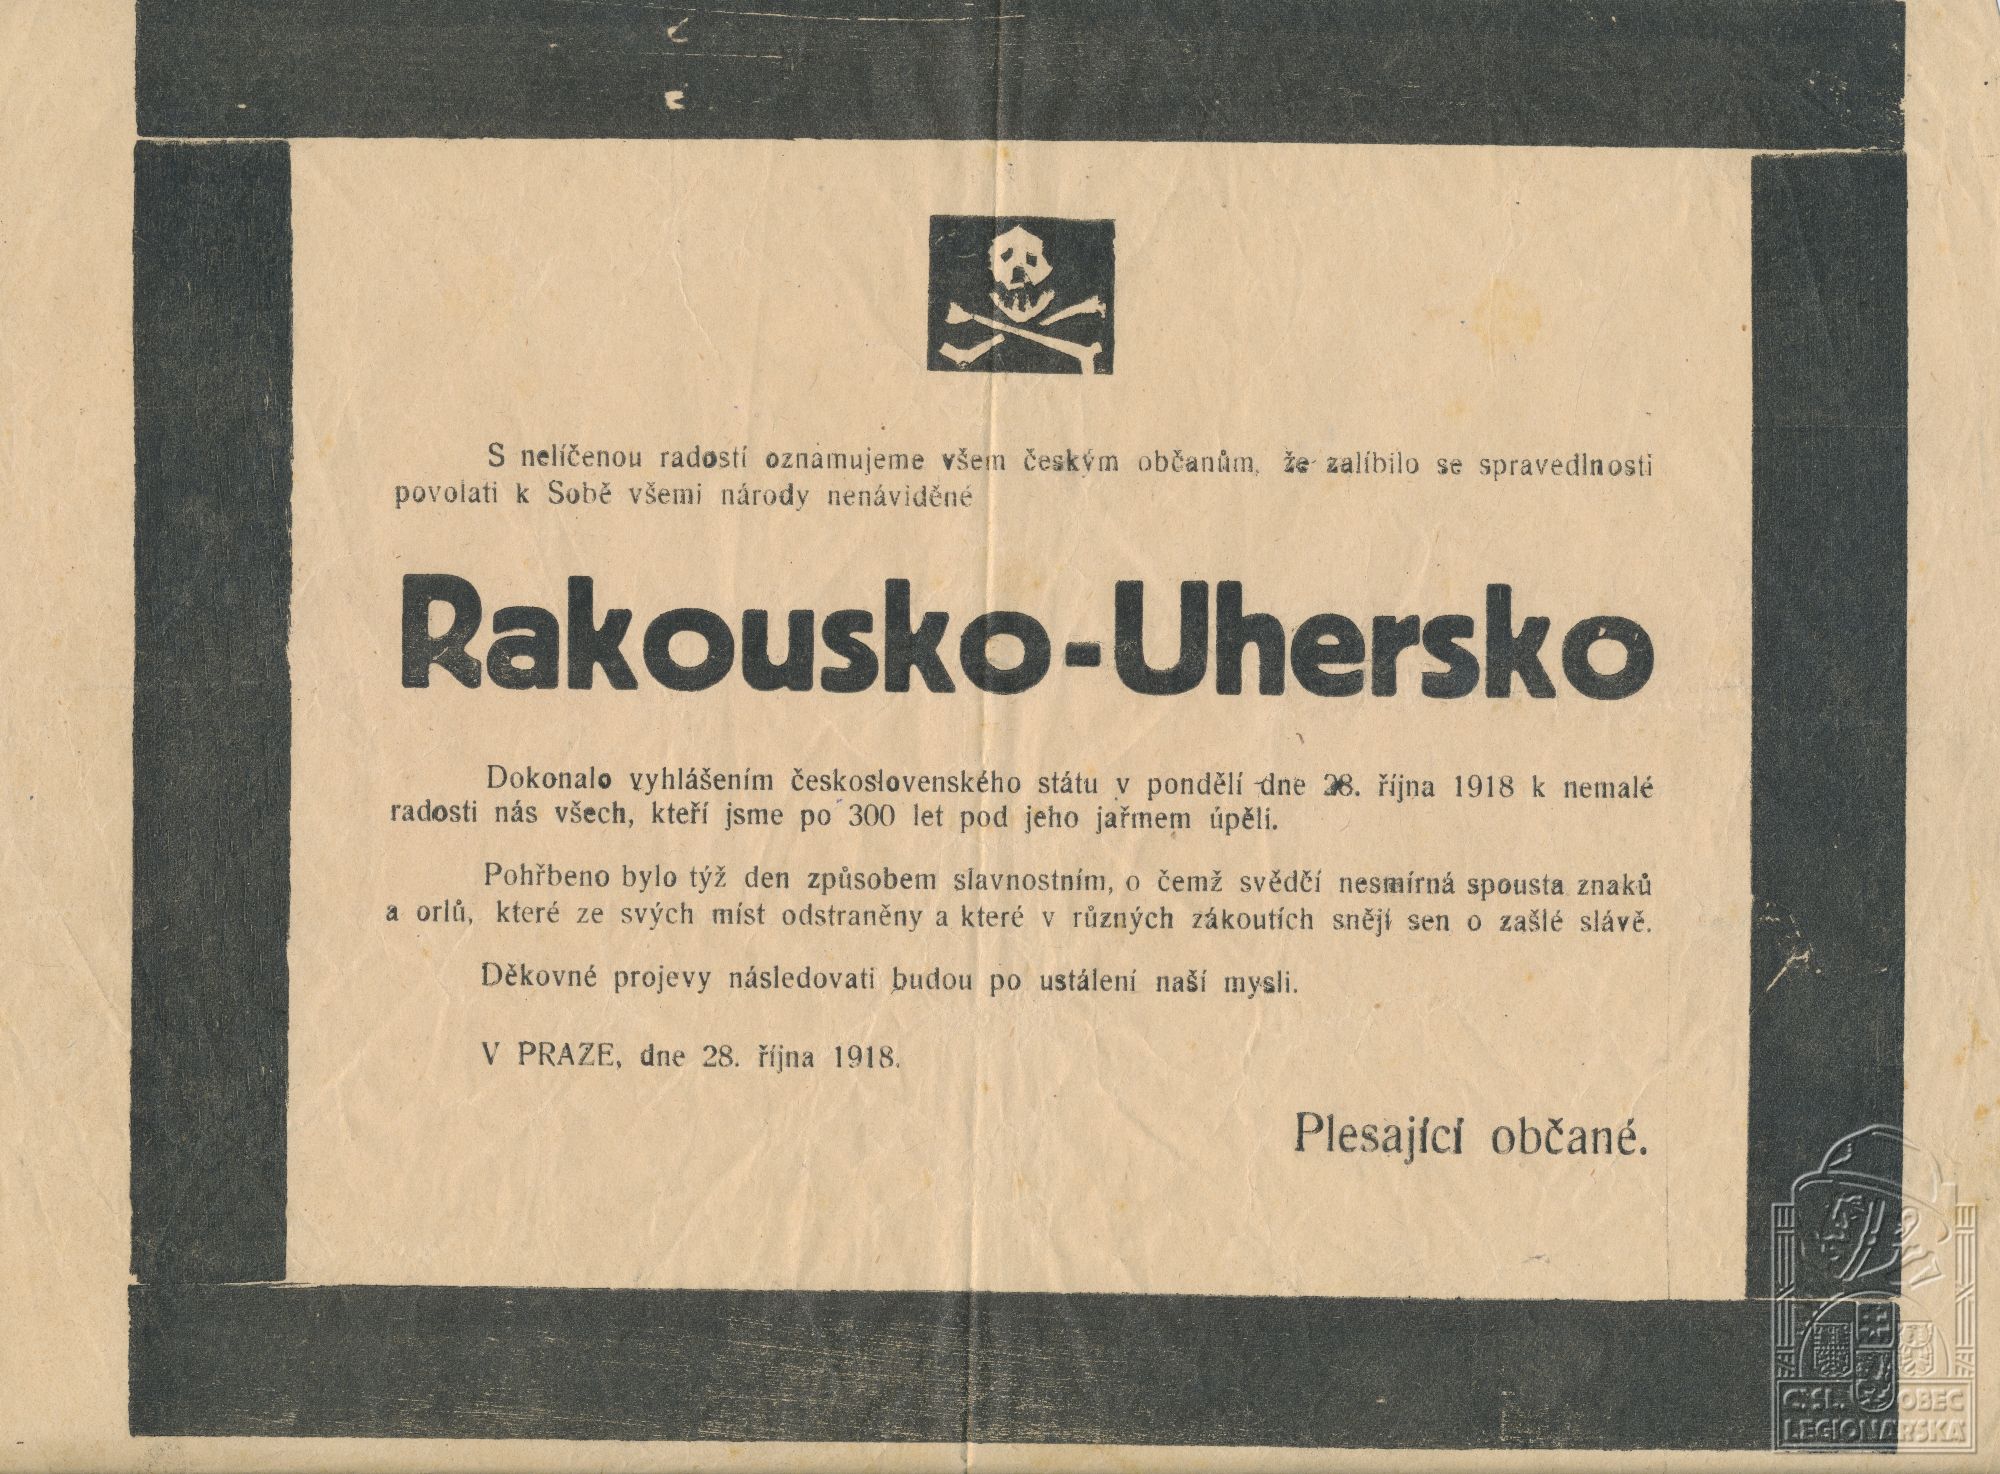 S nelíčenou radostí oznamujeme všem českým občanům, že zalíbilo se spravedlnosti
povolati k Sobě všemi národy nenáviděné
Rakousko-Uhersko
Dokonalo vyhlášením československého státu v pondělí dne 28. října 1918 k nemalé
radosti nás všech, kteří jsme po 300 let pod jeho jařmem úpěli.
Pohřbeno bylo týž den způsobem slavnostním, o čemž svědčí nesmírná spousta znaků
a orlů, které ze svých míst odstraněny a které v různých zákoutích snějí sen o zašlé slávě.
Děkovné projevy následovati budou po ustálení naší mysli.
V PRAZE, dne 28. října 1918.
Plesající občané.
Č.SL. OBEC
LEGIONÁŘSKÁ